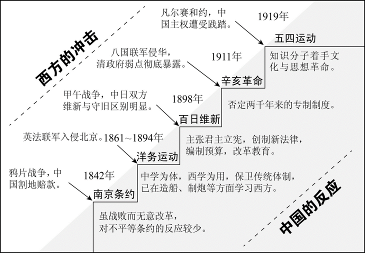 凡尔赛和约，中
国主权遭受践踏。
1919年
五四运动
知识分子着手文
化与思想革命。
西方的冲击
八国联军侵华，
清政府弱点彻底暴露。
1911年
辛亥革命
否定两千年来的专制制度。
甲午战争，中日双方
维新与守旧区别明显。
1898年
百日维新
主张君主立宪，创制新法律，
编制预算，改革教育。
英法联军入侵北京。
1861~1894年
洋务运动
中学为体，西学为用，保卫传统体制，
已在造船、制炮等方面学习西方。
鸦片战争，中
国割地赔款。
1842年
南京条约
虽战败而无意改革，
对不平等条约的反应较少。
中国的反应